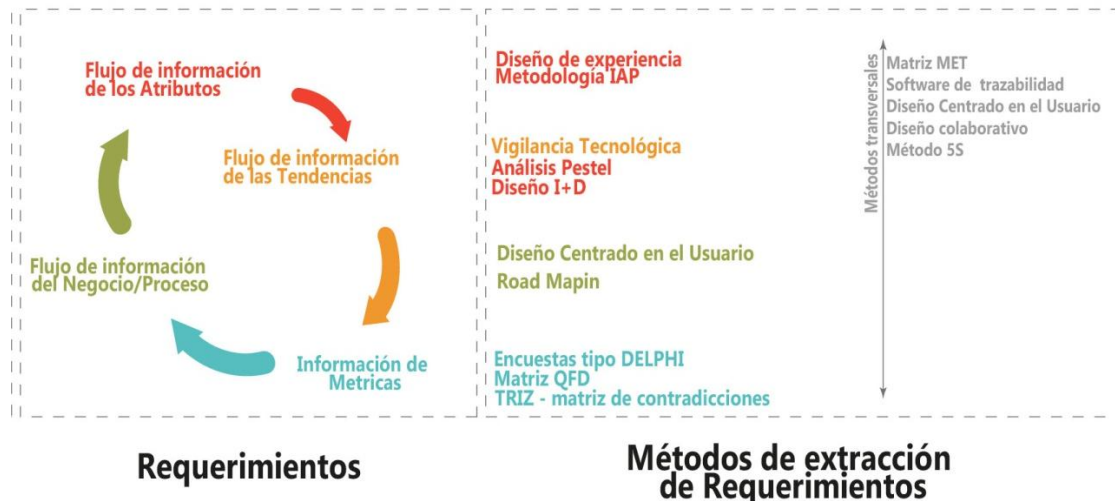 Flujo de información
de los Atributos
Flujo de información
de las Tendencias
Flujo de información
del Negocio/Proceso
Información de
Metricas
Requerimientos
Diseño de experiencia
Metodología IAP
Vigilancia Tecnológica
Análisis Pestel
Diseño I+D
Diseño Centrado en el Usuario
Road Mapin
Encuestas tipo DELPHI
Matriz QFD
TRIZ - matriz de contradicciones
Métodos transversales
Matriz MET
Software de trazabilidad
Diseño Centrado en el Usuario
Diseño colaborativo
Método 5S
Métodos de extracción
de Requerimientos